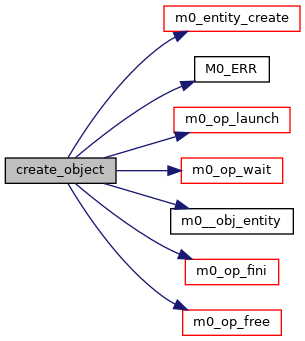 m0_entity_create
M0_ERR
m0_op_launch
create_object
m0_op_wait
m0__obj_entity
m0_op_fini
m0_op_free